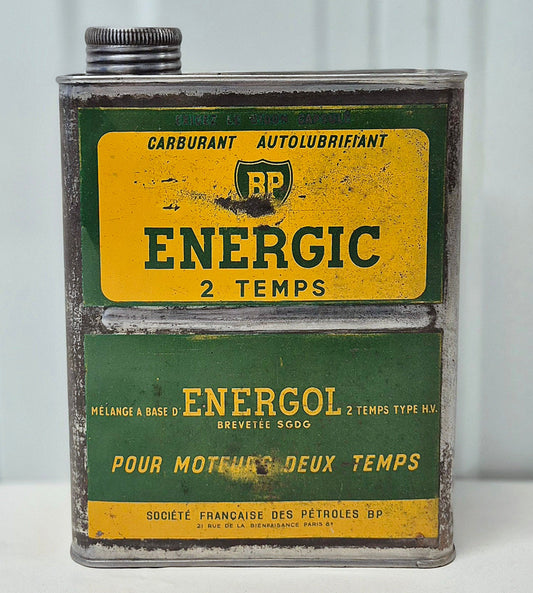 CARBURANT AUTOLUBRIFIANT
BP
ENERGIC
2 TEMPS
MÉLANGE A BASE D'ENERGOL 2 TEMPS TYPE H.V.
BREVETÉE SGDG
POUR MOTEURS DEUX TEMPS
SOCIÉTÉ FRANÇAISE DES PÉTROLES BP
21 RUE DE LA BIENFAISANCE PARIS 8e